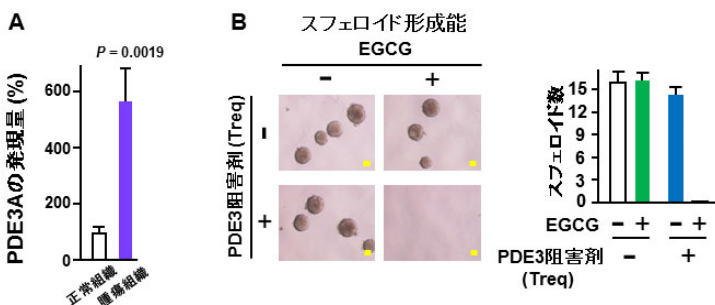 A
P = 0.0019
PDE3Aの発現量 (%)
600
400
200
0
正常組織
腫瘍組織
B
スフェロイド形成能
EGCG
− +
PDE3阻害剤 (Treq)
−
+
スフェロイド数
15
12
9
6
3
0
EGCG − + − +
PDE3阻害剤 − +
(Treq)